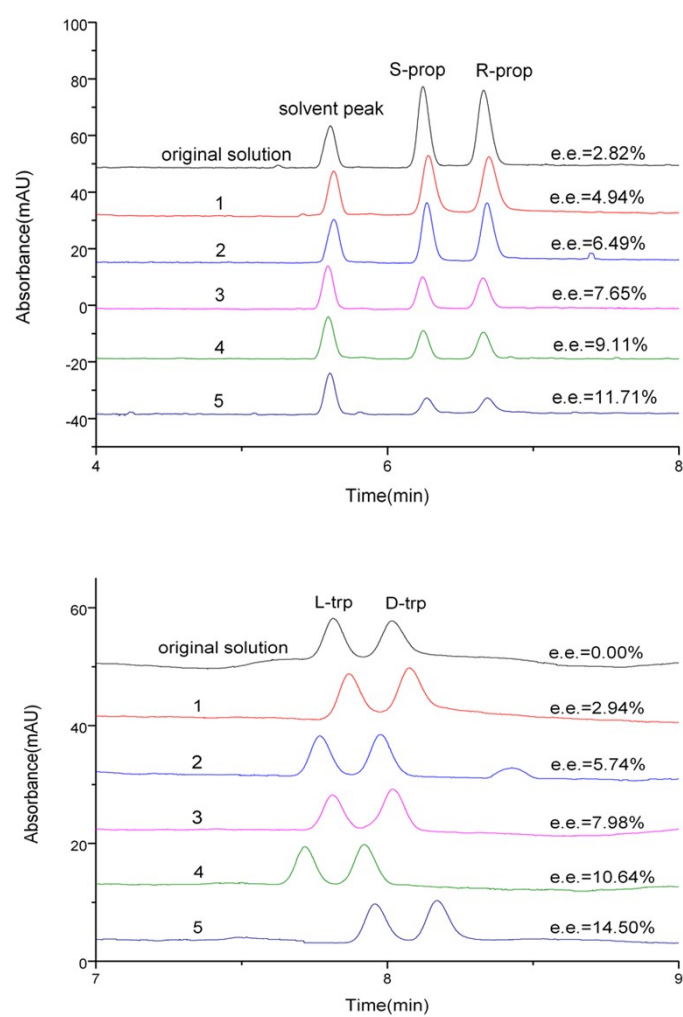 100
80
60
40
20
0
-20
-40
Absorbance(mAU)
S-prop R-prop
solvent peak
original solution e.e.=2.82%
1 e.e.=4.94%
2 e.e.=6.49%
3 e.e.=7.65%
4 e.e.=9.11%
5 e.e.=11.71%
4 6 8
Time(min)
60
40
20
0
Absorbance(mAU)
L-trp D-trp
original solution e.e.=0.00%
1 e.e.=2.94%
2 e.e.=5.74%
3 e.e.=7.98%
4 e.e.=10.64%
5 e.e.=14.50%
7 8 9
Time(min)